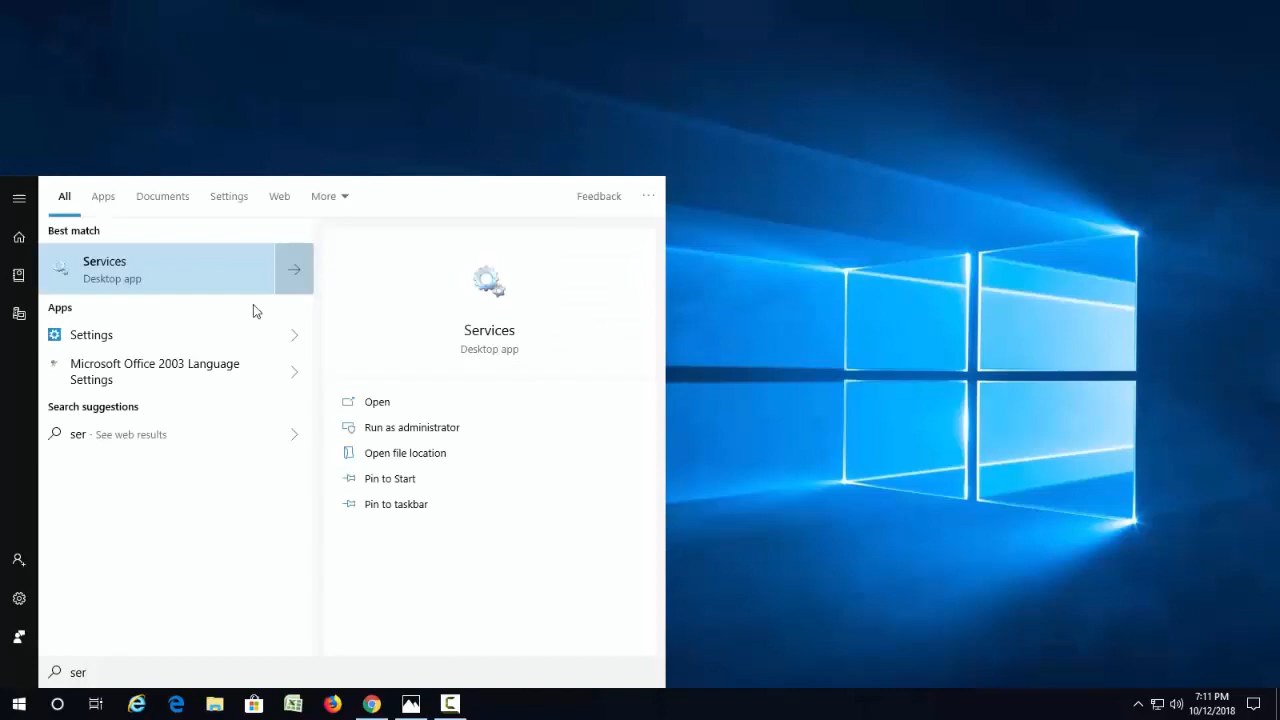 All Apps Documents Settings Web More Feedback ...
Best match
Services
Desktop app
Apps
Settings
Microsoft Office 2003 Language
Settings
Search suggestions
ser - See web results
Services
Desktop app
Open
Run as administrator
Open file location
Pin to Start
Pin to taskbar
ser
7:11 PM
10/12/2018